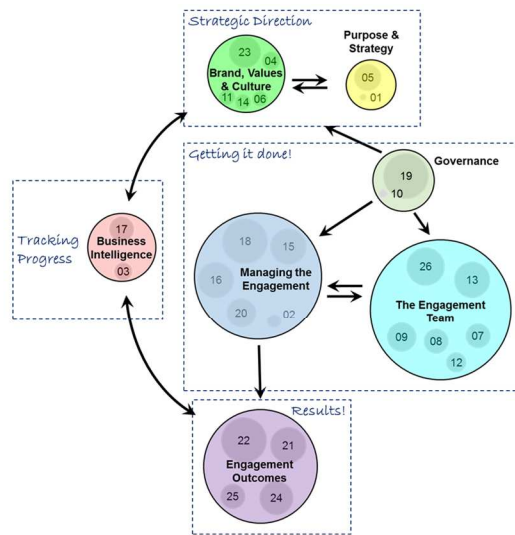 Strategic Direction
Purpose &
Strategy
23
04
Brand, Values
& Culture
11
14
06
05
01
Getting it done!
Governance
19
10
Tracking
Progress
17
Business
Intelligence
03
18
15
Managing the
16
Engagement
20
02
26
13
The Engagement
Team
09
08
07
12
Results!
22
21
Engagement
Outcomes
25
24